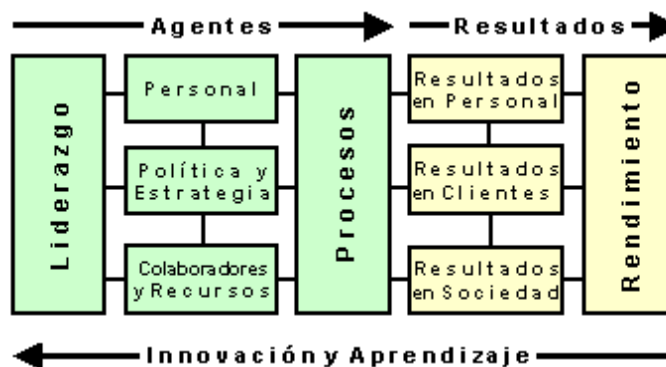 Agentes
Resultados
Liderazgo
Personal
Política y
Estrategia
Colaboradores
y Recursos
Procesos
Resultados
en Personal
Resultados
en Clientes
Resultados
en Sociedad
Rendimiento
Innovación y Aprendizaje